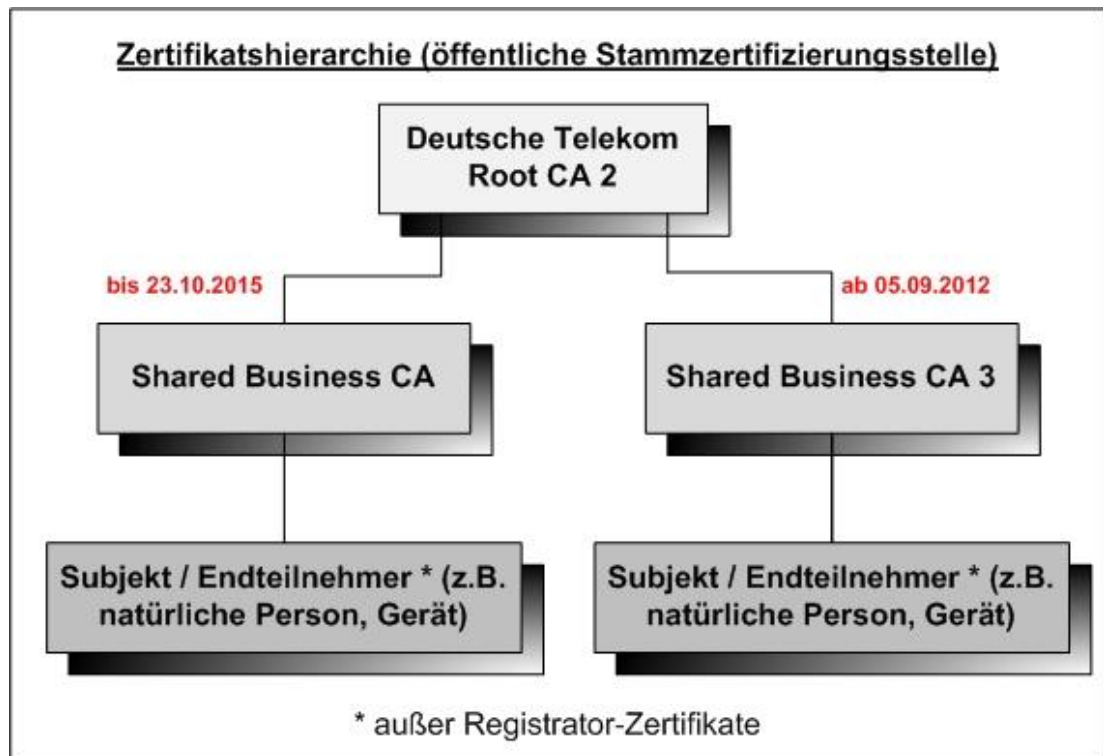 Zertifikatshierarchie (öffentliche Stammzertifizierungsstelle)
Deutsche Telekom
Root CA 2
bis 23.10.2015
ab 05.09.2012
Shared Business CA
Shared Business CA 3
Subjekt / Endteilnehmer * (z.B.
natürliche Person, Gerät)
Subjekt / Endteilnehmer * (z.B.
natürliche Person, Gerät)
* außer Registrator-Zertifikate